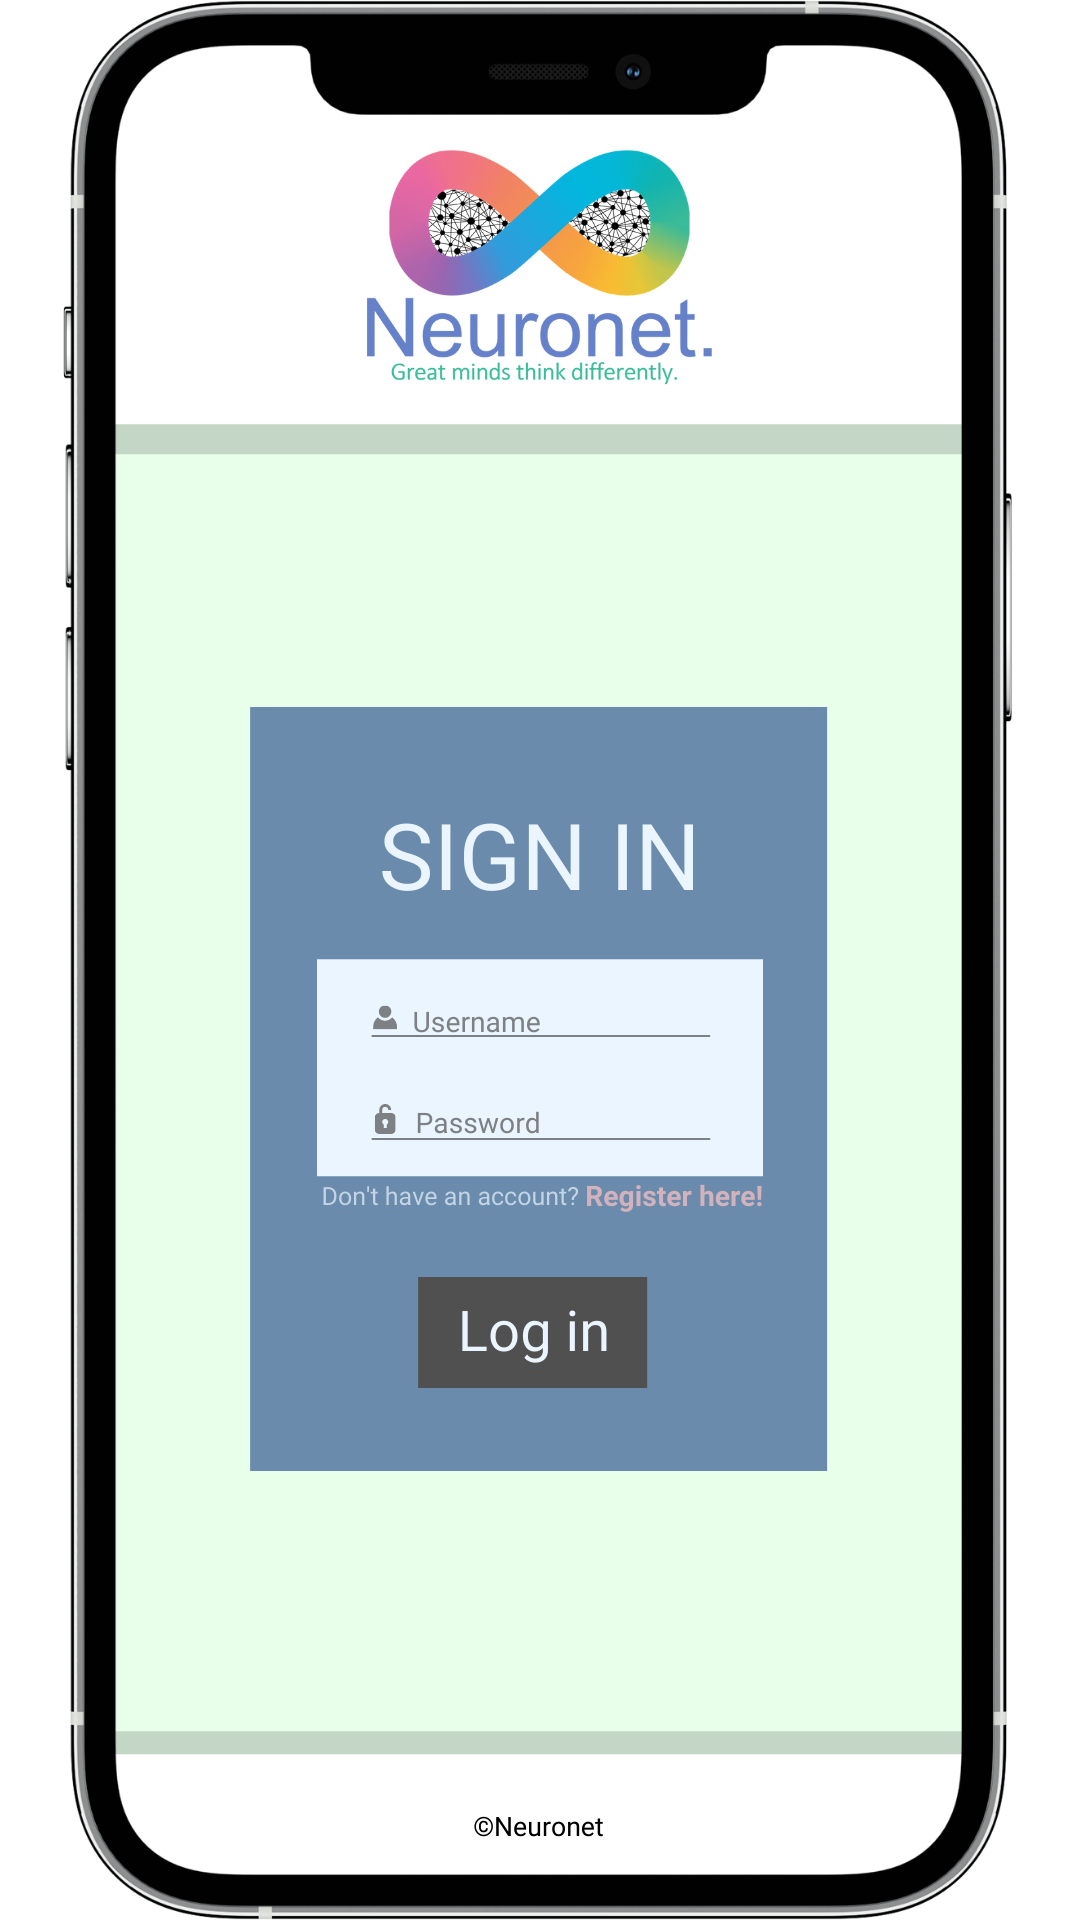 Neuronet.
Great minds think differently.
SIGN IN
Username
Password
Don't have an account? Register here!
Log in
©Neuronet